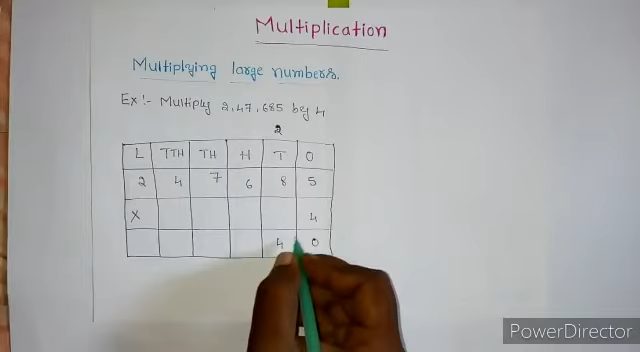 Multiplication
Multiplying large numbers.
Ex:- Multiply 2,47,685 by 4
2
L TTH TH H T O
2 4 7 6 8 5
X 4
4 0
PowerDirector